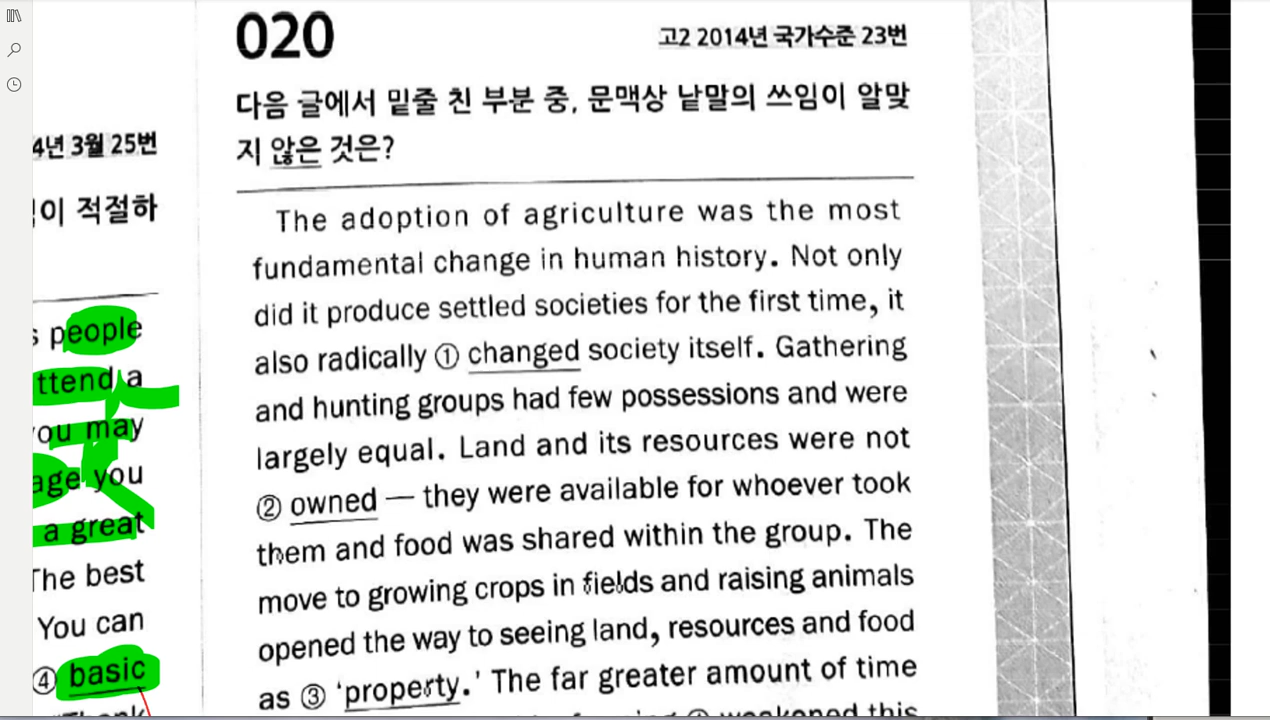 020
고2 2014년 국가수준 23번
다음 글에서 밑줄 친 부분 중, 문맥상 낱말의 쓰임이 알맞
지 않은 것은?
The adoption of agriculture was the most
fundamental change in human history. Not only
did it produce settled societies for the first time, it
also radically ① changed society itself. Gathering
and hunting groups had few possessions and were
largely equal. Land and its resources were not
② owned — they were available for whoever took
them and food was shared within the group. The
move to growing crops in fields and raising animals
opened the way to seeing land, resources and food
as ③ 'property.' The far greater amount of time
④ weakened this
4년 3월 25번
이 적절하
people
a
you may
you
a great
The best
You can
④ basic